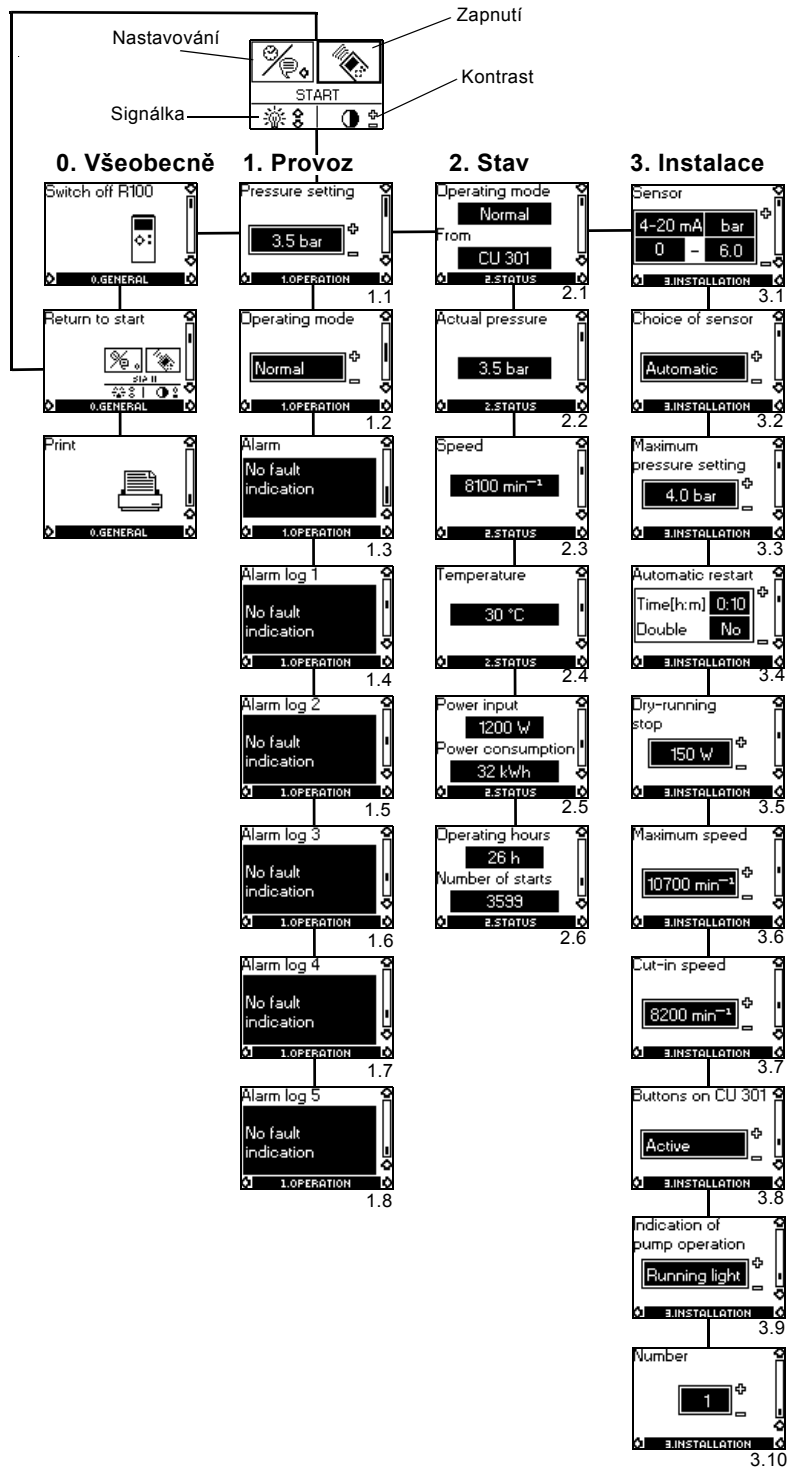 Nastavování
Zapnutí
START
Signálka
Kontrast
0. Všeobecně
Switch off R100
0.GENERAL
Return to start
START
0.GENERAL
Print
0.GENERAL
1. Provoz
Pressure setting
3.5 bar
1.OPERATION
1.1
Operating mode
Normal
1.OPERATION
1.2
Alarm
No fault
indication
1.OPERATION
1.3
Alarm log 1
No fault
indication
1.OPERATION
1.4
Alarm log 2
No fault
indication
1.OPERATION
1.5
Alarm log 3
No fault
indication
1.OPERATION
1.6
Alarm log 4
No fault
indication
1.OPERATION
1.7
Alarm log 5
No fault
indication
1.OPERATION
1.8
2. Stav
Operating mode
Normal
From
CU 301
2.STATUS
2.1
Actual pressure
3.5 bar
2.STATUS
2.2
Speed
8100 min⁻¹
2.STATUS
2.3
Temperature
30 °C
2.STATUS
2.4
Power input
1200 W
Power consumption
32 kWh
2.STATUS
2.5
Operating hours
26 h
Number of starts
3599
2.STATUS
2.6
3. Instalace
Sensor
4-20 mA bar
0 – 6.0
3.INSTALLATION
3.1
Choice of sensor
Automatic
3.INSTALLATION
3.2
Maximum
pressure setting
4.0 bar
3.INSTALLATION
3.3
Automatic restart
Time[h:m] 0:10
Double No
3.INSTALLATION
3.4
Dry-running
stop
150 W
3.INSTALLATION
3.5
Maximum speed
10700 min⁻¹
3.INSTALLATION
3.6
Cut-in speed
8200 min⁻¹
3.INSTALLATION
3.7
Buttons on CU 301
Active
3.INSTALLATION
3.8
Indication of
pump operation
Running light
3.INSTALLATION
3.9
Number
1
3.INSTALLATION
3.10